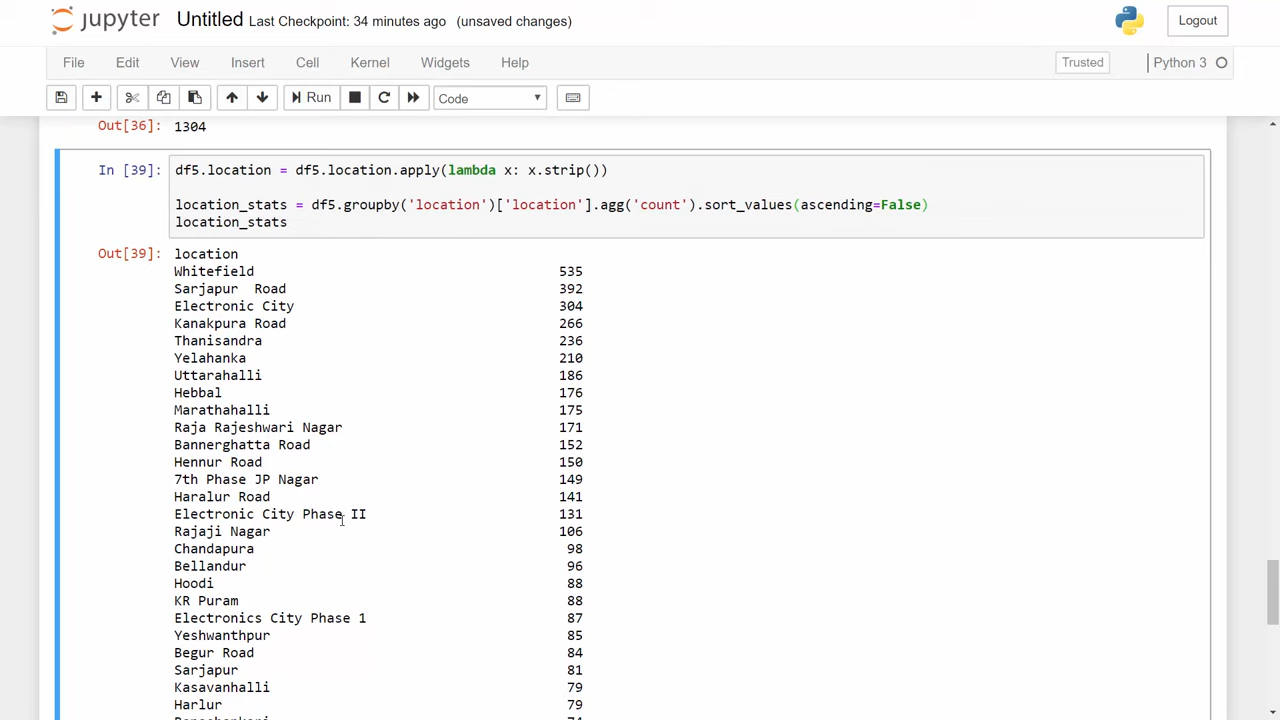 jupyter Untitled Last Checkpoint: 34 minutes ago (unsaved changes) Logout
File Edit View Insert Cell Kernel Widgets Help Trusted Python 3
Run Code
Out[36]: 1304
In [39]: df5.location = df5.location.apply(lambda x: x.strip())
location_stats = df5.groupby('location')['location'].agg('count').sort_values(ascending=False)
location_stats
Out[39]: location
Whitefield 535
Sarjapur  Road 392
Electronic City 304
Kanakpura Road 266
Thanisandra 236
Yelahanka 210
Uttarahalli 186
Hebbal 176
Marathahalli 175
Raja Rajeshwari Nagar 171
Bannerghatta Road 152
Hennur Road 150
7th Phase JP Nagar 149
Haralur Road 141
Electronic City Phase II 131
Rajaji Nagar 106
Chandapura 98
Bellandur 96
Hoodi 88
KR Puram 88
Electronics City Phase 1 87
Yeshwanthpur 85
Begur Road 84
Sarjapur 81
Kasavanhalli 79
Harlur 79